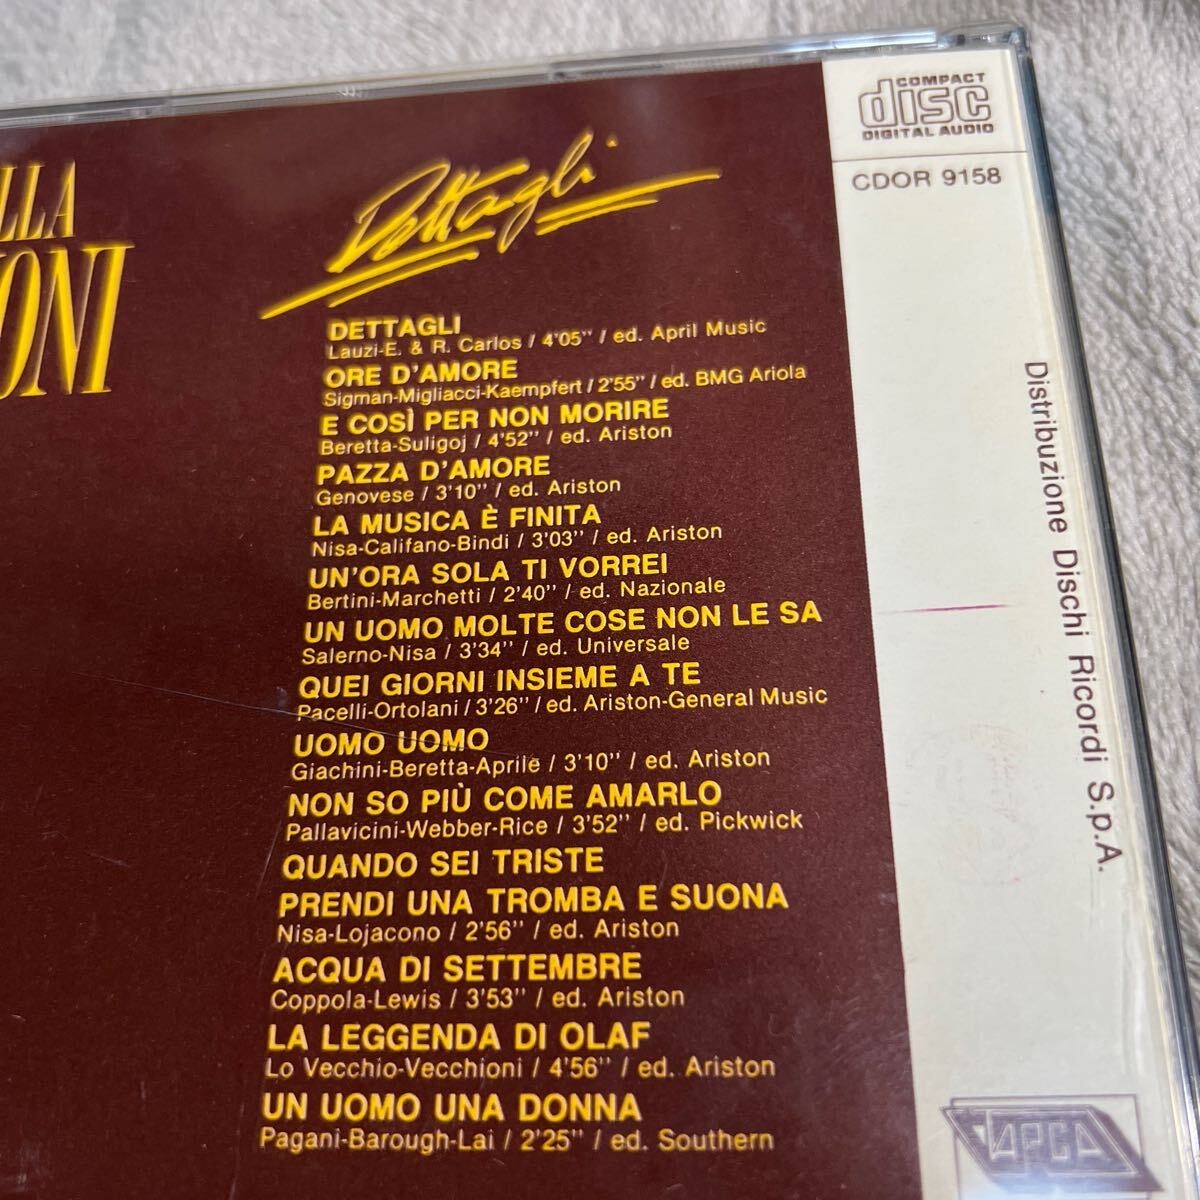 LLA
ONI
Dettagli
DETTAGLI
Lauzi-E. & R. Carlos / 4'05'' / ed. April Music
ORE D'AMORE
Sigman-Migliacci-Kaempfert / 2'55'' / ed. BMG Ariola
E COSÌ PER NON MORIRE
Beretta-Suligoj / 4'52'' / ed. Ariston
PAZZA D'AMORE
Genovese / 3'10'' / ed. Ariston
LA MUSICA È FINITA
Nisa-Califano-Bindi / 3'03'' / ed. Ariston
UN'ORA SOLA TI VORREI
Bertini-Marchetti / 2'40'' / ed. Nazionale
UN UOMO MOLTE COSE NON LE SA
Salerno-Nisa / 3'34'' / ed. Universale
QUEI GIORNI INSIEME A TE
Pacelli-Ortolani / 3'26'' / ed. Ariston-General Music
UOMO UOMO
Giachini-Beretta-Aprile / 3'10'' / ed. Ariston
NON SO PIÙ COME AMARLO
Pallavicini-Webber-Rice / 3'52'' / ed. Pickwick
QUANDO SEI TRISTE
PRENDI UNA TROMBA E SUONA
Nisa-Lojacono / 2'56'' / ed. Ariston
ACQUA DI SETTEMBRE
Coppola-Lewis / 3'53'' / ed. Ariston
LA LEGGENDA DI OLAF
Lo Vecchio-Vecchioni / 4'56'' / ed. Ariston
UN UOMO UNA DONNA
Pagani-Barough-Lai / 2'25'' / ed. Southern
COMPACT
disc
DIGITAL AUDIO
CDOR 9158
Distribuzione Dischi Ricordi S.p.A.